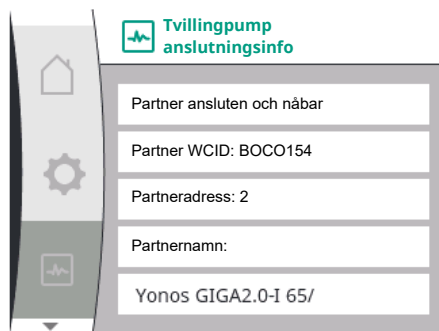 Tvillingpump
anslutningsinfo
Partner ansluten och nåbar
Partner WCID: BOCO154
Partneradress: 2
Partnernamn:
Yonos GIGA2.0-I 65/